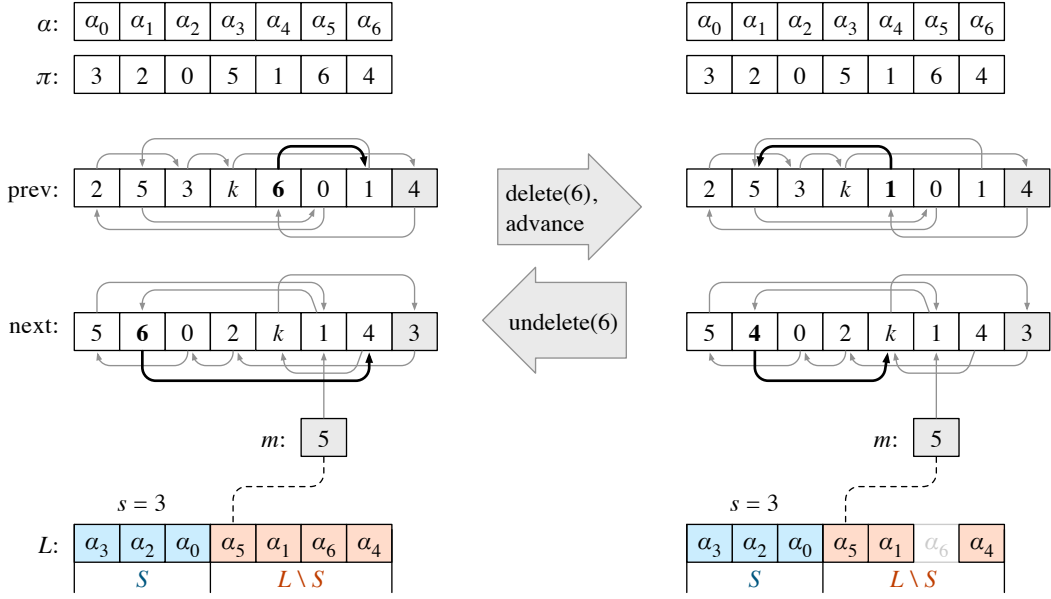 α: α₀ α₁ α₂ α₃ α₄ α₅ α₆
π: 3 2 0 5 1 6 4
prev: 2 5 3 k 6 0 1 4
next: 5 6 0 2 k 1 4 3
m: 5
s = 3
L: α₃ α₂ α₀ α₅ α₁ α₆ α₄
S L \ S
delete(6),
advance
undelete(6)
α₀ α₁ α₂ α₃ α₄ α₅ α₆
3 2 0 5 1 6 4
2 5 3 k 1 0 1 4
5 4 0 2 k 1 4 3
m: 5
s = 3
α₃ α₂ α₀ α₅ α₁ α₆ α₄
S L \ S